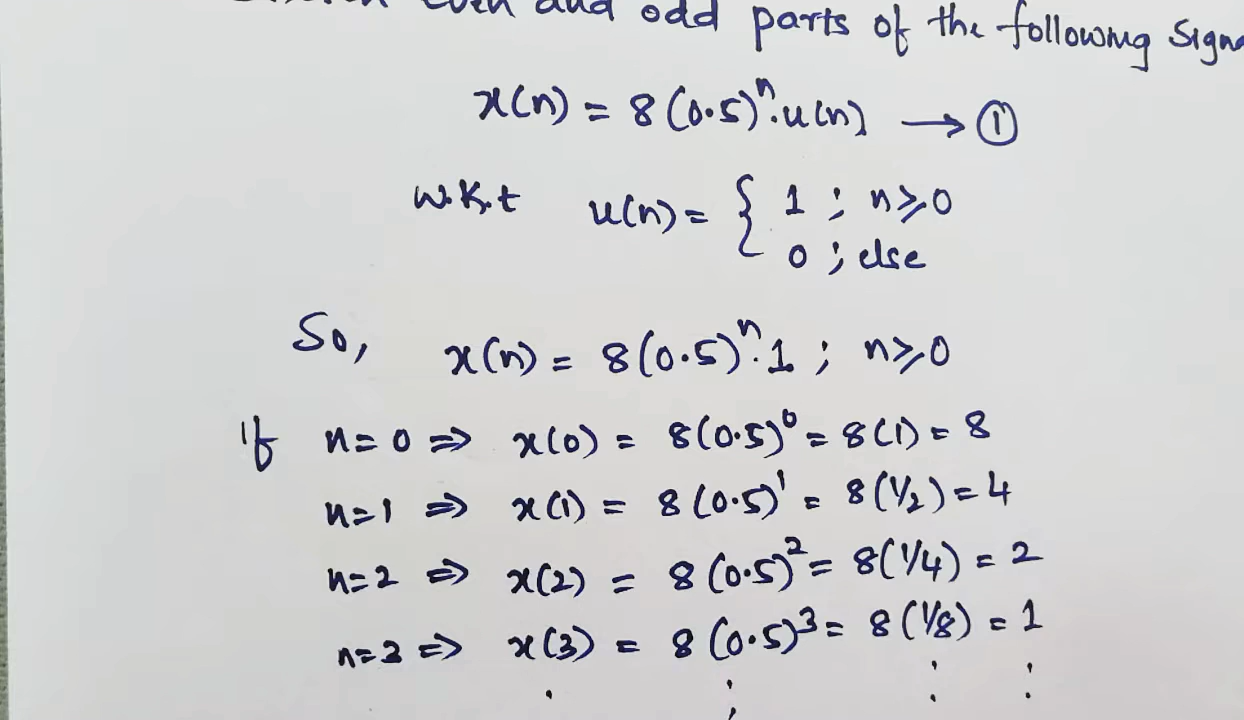 even and odd parts of the following
x(n) = 8(0.5)ⁿ.u(n) → ①
w.k.t u(n) = { 1 ; n≥0
0 ; else
So, x(n) = 8(0.5)ⁿ.1 ; n≥0
If n=0 ⇒ x(0) = 8(0.5)⁰ = 8(1) = 8
n=1 ⇒ x(1) = 8(0.5)¹ = 8(1/2) = 4
n=2 ⇒ x(2) = 8(0.5)² = 8(1/4) = 2
n=3 ⇒ x(3) = 8(0.5)³ = 8(1/8) = 1